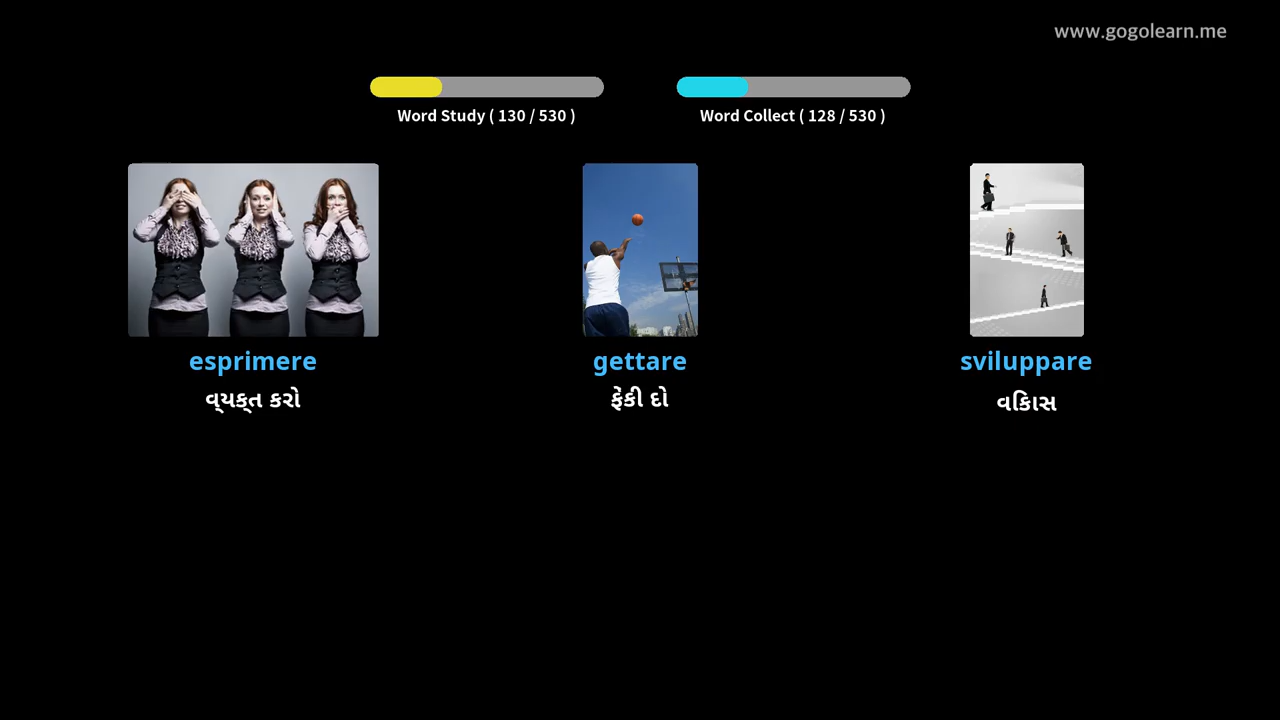 www.gogolearn.me
Word Study ( 130 / 530 )
Word Collect ( 128 / 530 )
esprimere
gettare
sviluppare
વ્યક્ત કરો
ફેંકી દો
વિકાસ